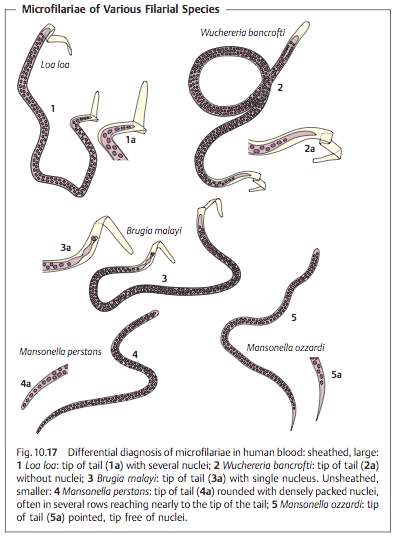 Microfilariae of Various Filarial Species
Wuchereria bancrofti
Loa loa
1
1a
2
2a
3a
Brugia malayi
3
5
Mansonella perstans
4
Mansonella ozzardi
4a
5a
Fig. 10.17 Differential diagnosis of microfilariae in human blood: sheathed, large:
1 Loa loa: tip of tail (1a) with several nuclei; 2 Wuchereria bancrofti: tip of tail (2a)
without nuclei; 3 Brugia malayi: tip of tail (3a) with single nucleus. Unsheathed,
smaller: 4 Mansonella perstans: tip of tail (4a) rounded with densely packed nuclei,
often in several rows reaching nearly to the tip of the tail; 5 Mansonella ozzardi: tip
of tail (5a) pointed, tip free of nuclei.